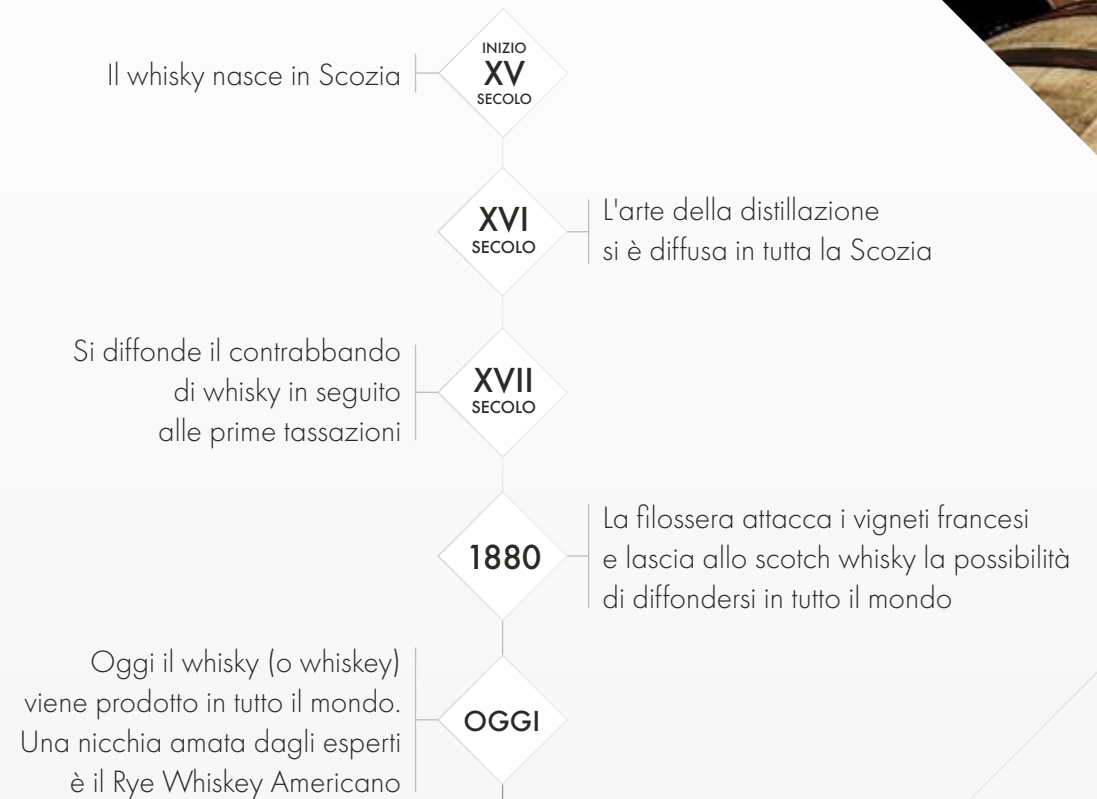 Il whisky nasce in Scozia
INIZIO
XV
SECOLO
XVI
SECOLO
L'arte della distillazione
si è diffusa in tutta la Scozia
Si diffonde il contrabbando
di whisky in seguito
alle prime tassazioni
XVII
SECOLO
1880
La filossera attacca i vigneti francesi
e lascia allo scotch whisky la possibilità
di diffondersi in tutto il mondo
Oggi il whisky (o whiskey)
viene prodotto in tutto il mondo.
Una nicchia amata dagli esperti
è il Rye Whiskey Americano
OGGI